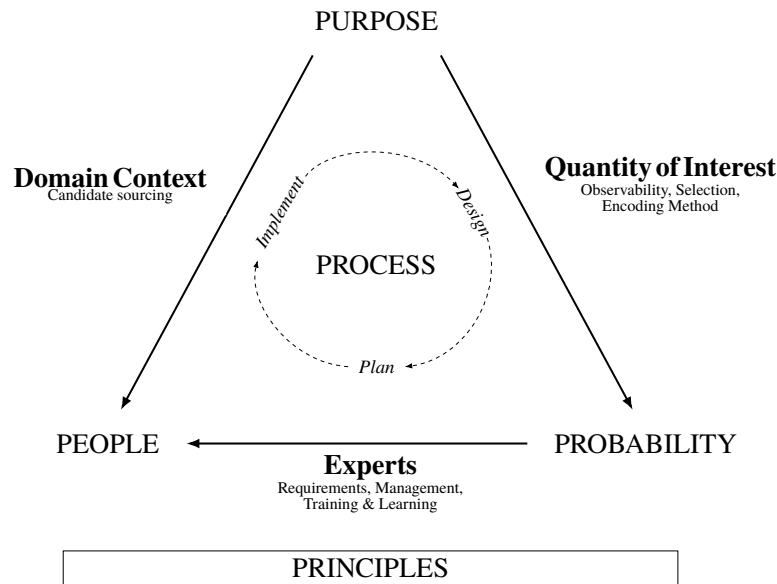 PURPOSE
Domain Context
Candidate sourcing
Quantity of Interest
Observability, Selection,
Encoding Method
Implement
Design
PROCESS
Plan
PEOPLE
PROBABILITY
Experts
Requirements, Management,
Training & Learning
PRINCIPLES